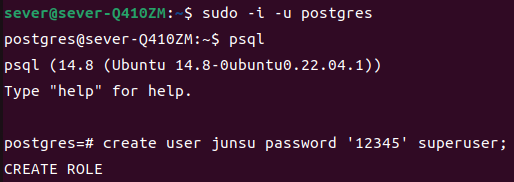 sever@sever-Q410ZM:~$ sudo -i -u postgres
postgres@sever-Q410ZM:~$ psql
psql (14.8 (Ubuntu 14.8-0ubuntu0.22.04.1))
Type "help" for help.
postgres=# create user junsu password '12345' superuser;
CREATE ROLE